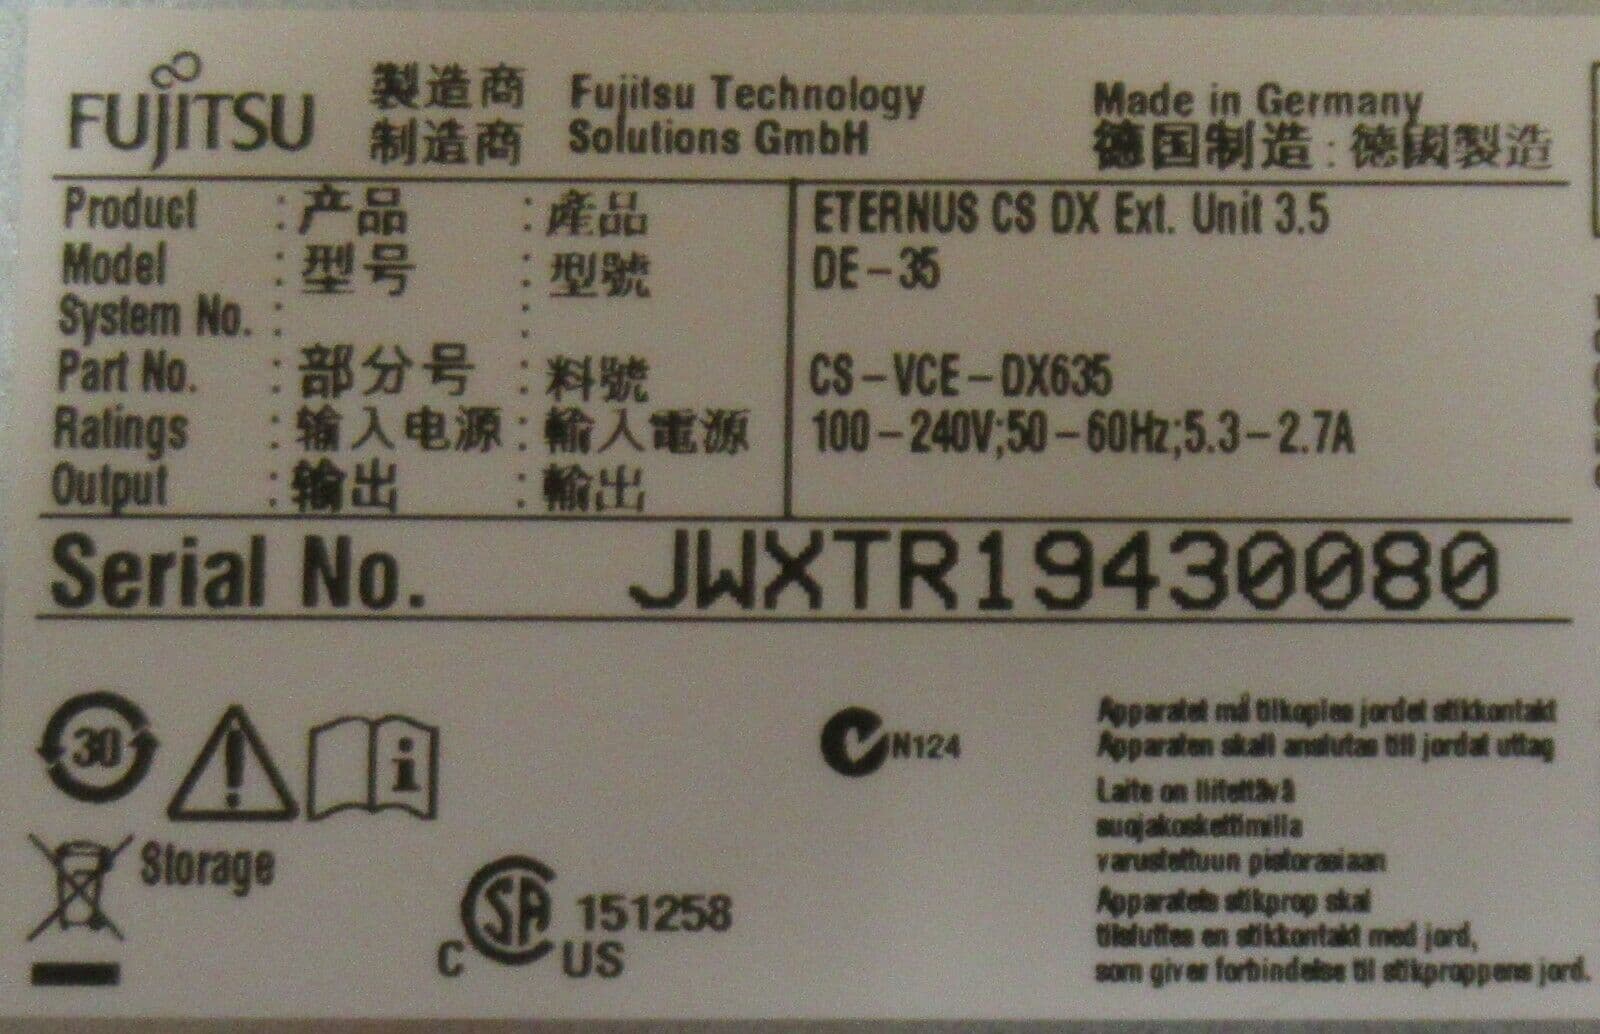 FUJITSU 製造商 Fujitsu Technology Made in Germany
制造商 Solutions GmbH 德国制造 : 德國製造
Product : 产品 : 產品 ETERNUS CS DX Ext. Unit 3.5
Model : 型号 : 型號 DE-35
System No. : :
Part No. : 部分号 : 料號 CS-VCE-DX635
Ratings : 输入电源 : 輸入電源 100-240V;50-60Hz;5.3-2.7A
Output : 输出 : 輸出
Serial No. JWXTR19430080
30
N124
Apparatet må tilkoples jordet stikkontakt
Apparaten skall anslutas till jordat uttag
Laite on liitettävä
suojakoskettimilla
varustettuun pistorasiaan
Apparatets stikprop skal
tilsluttes en stikkontakt med jord,
som giver forbindelse til stikproppens jord.
Storage
C SA 151258
C US